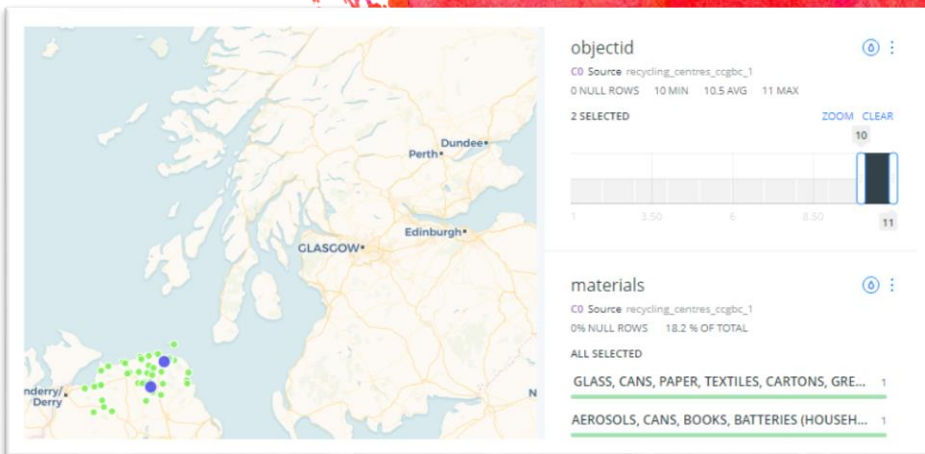 Dundee
Perth
Edinburgh
GLASGOW
nderry/
Derry
N
objectid
C0 Source recycling_centres_ccgbc_1
0 NULL ROWS 10 MIN 10.5 AVG 11 MAX
2 SELECTED ZOOM CLEAR
10
1 3.50 6 8.50
11
materials
C0 Source recycling_centres_ccgbc_1
0% NULL ROWS 18.2 % OF TOTAL
ALL SELECTED
GLASS, CANS, PAPER, TEXTILES, CARTONS, GRE... 1
AEROSOLS, CANS, BOOKS, BATTERIES (HOUSEH... 1